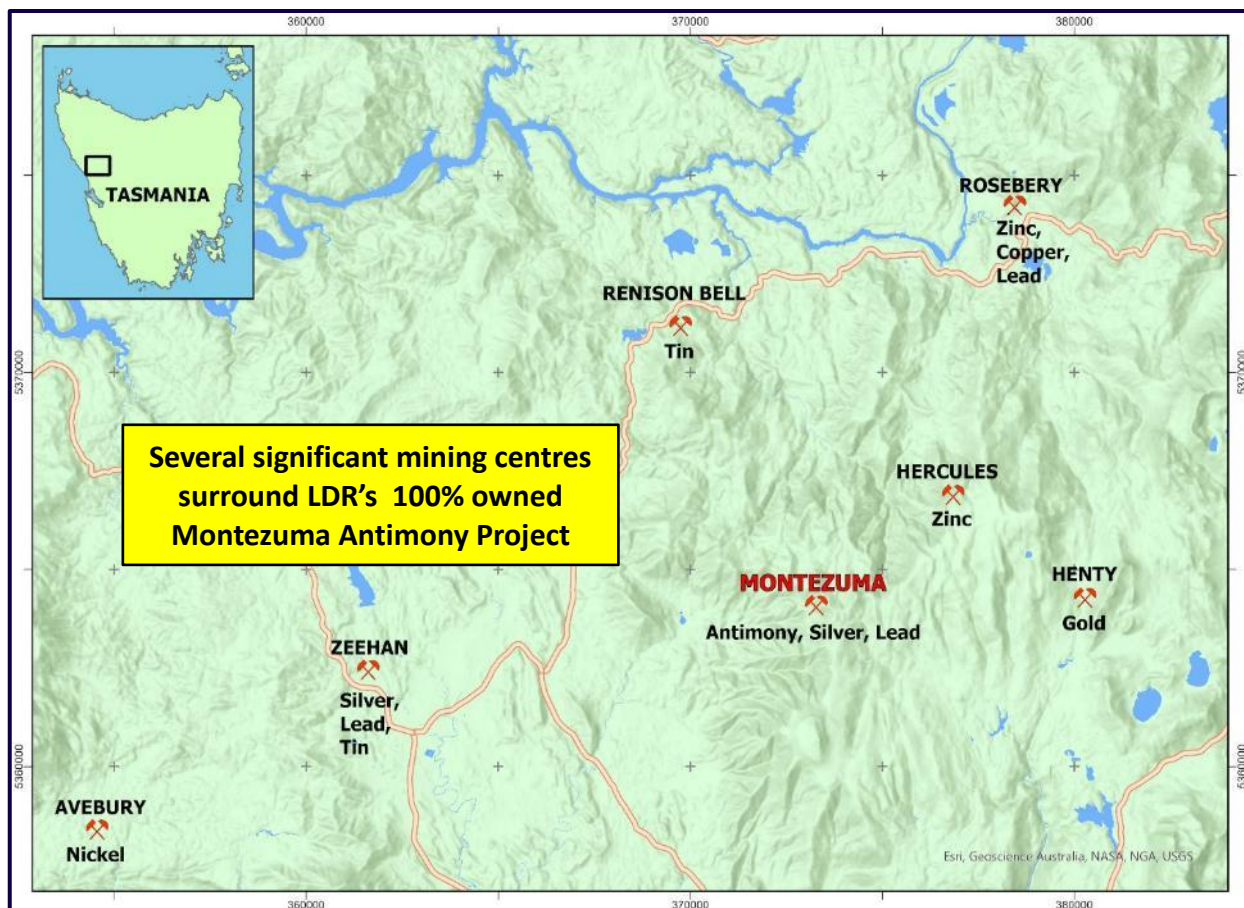 360000
370000
380000
TASMANIA
ROSEBERY
Zinc,
Copper,
Lead
RENISON BELL
Tin
5370000
5370000
Several significant mining centres
surround LDR's  100% owned
Montezuma Antimony Project
HERCULES
Zinc
MONTEZUMA
Antimony, Silver, Lead
HENTY
Gold
ZEEHAN
Silver,
Lead,
Tin
5360000
5360000
AVEBURY
Nickel
Esri, Geoscience Australia, NASA, NGA, USGS
360000
370000
380000